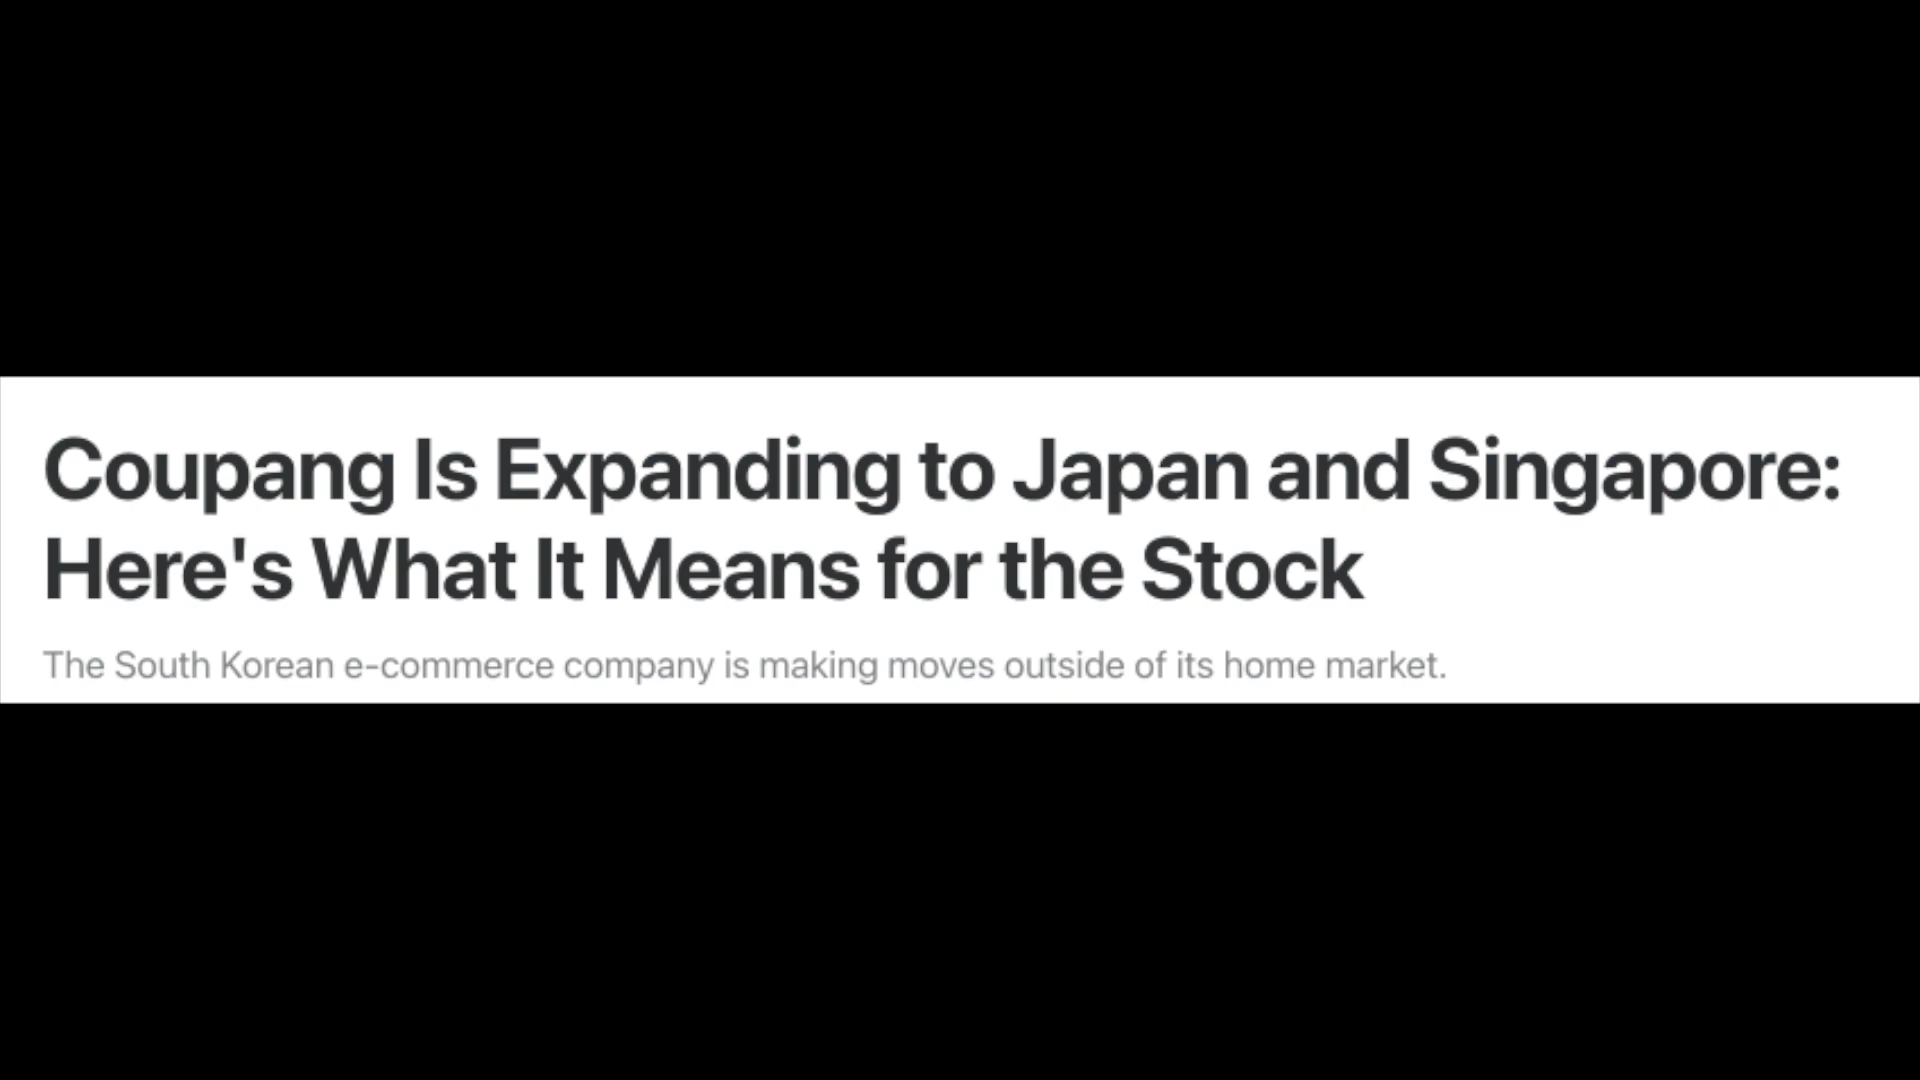 Coupang Is Expanding to Japan and Singapore:
Here's What It Means for the Stock
The South Korean e-commerce company is making moves outside of its home market.